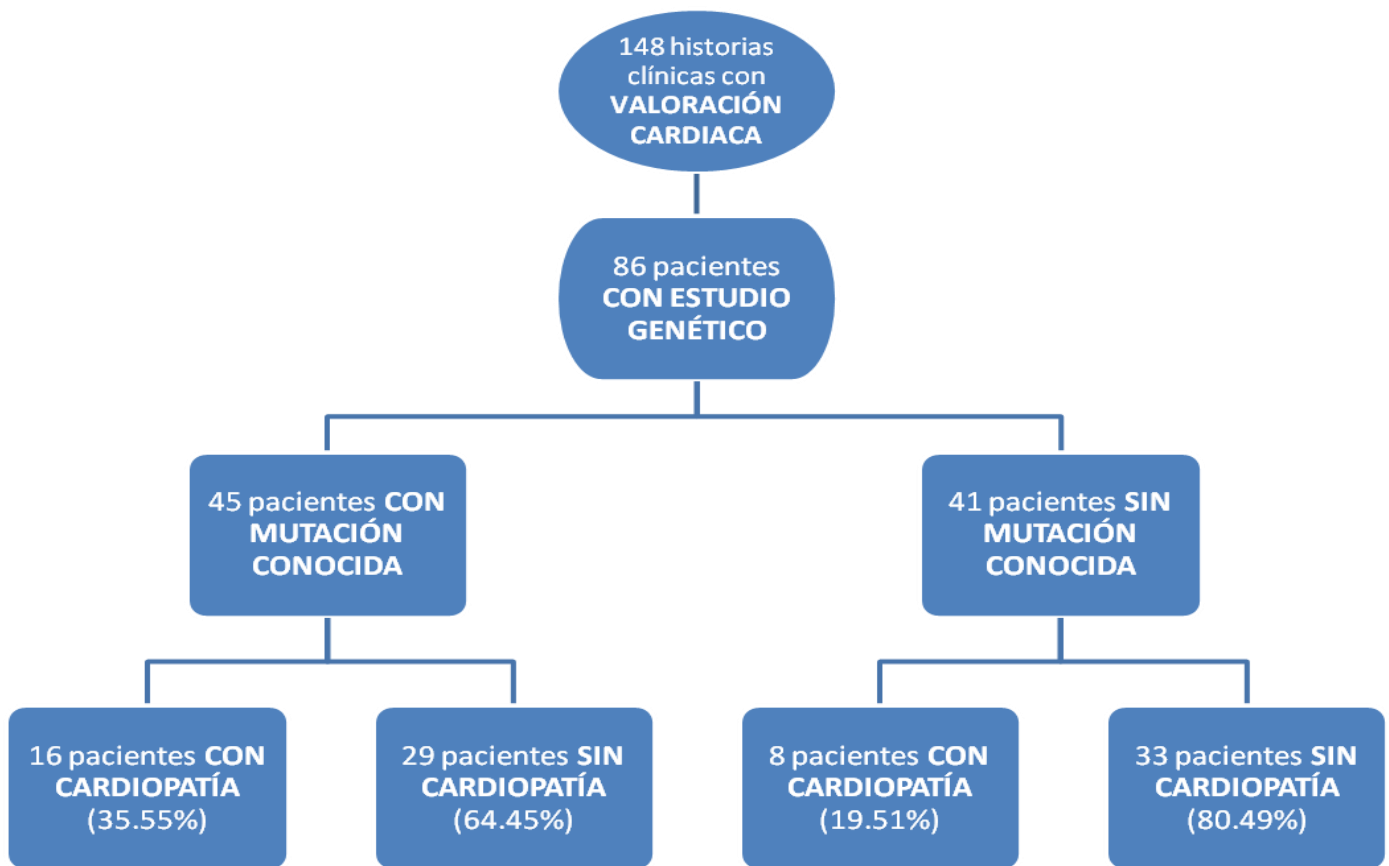 148 historias
clínicas con
VALORACIÓN
CARDIACA
86 pacientes
CON ESTUDIO
GENÉTICO
45 pacientes CON
MUTACIÓN
CONOCIDA
41 pacientes SIN
MUTACIÓN
CONOCIDA
16 pacientes CON
CARDIOPATÍA
(35.55%)
29 pacientes SIN
CARDIOPATÍA
(64.45%)
8 pacientes CON
CARDIOPATÍA
(19.51%)
33 pacientes SIN
CARDIOPATÍA
(80.49%)